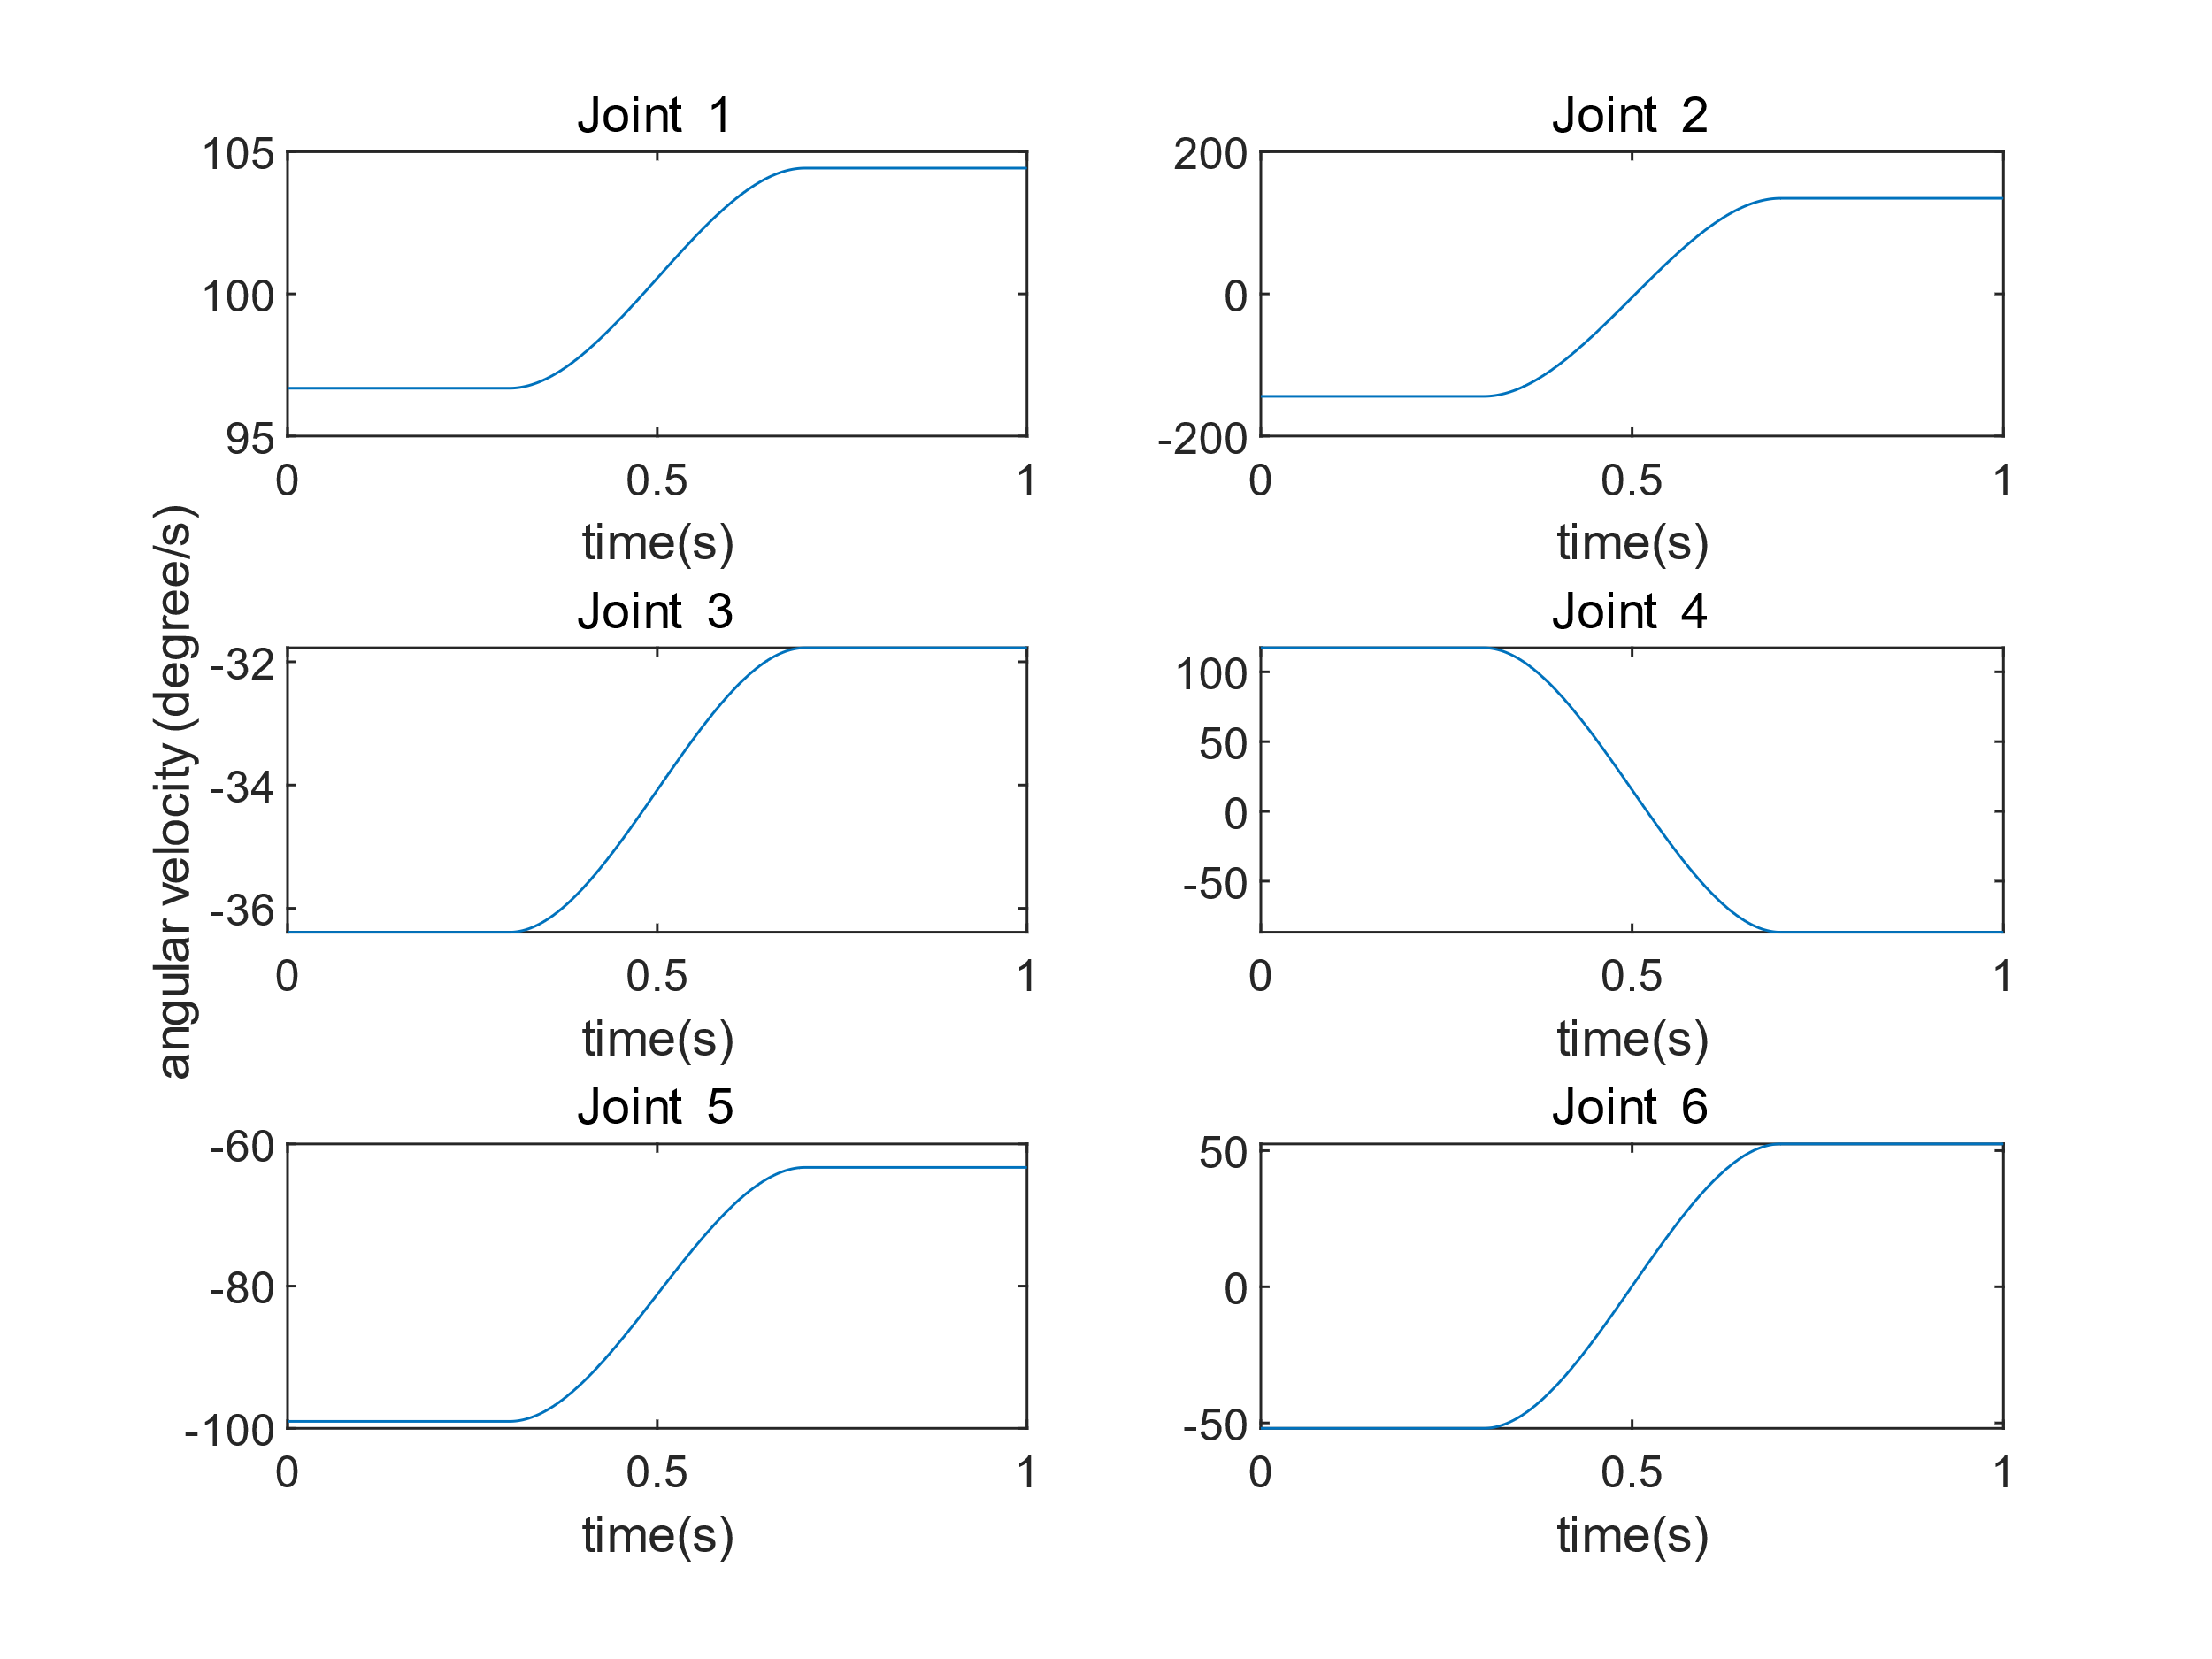 angular velocity (degree/s)
Joint 1
105
100
95
0 0.5 1
time(s)
Joint 2
200
0
-200
0 0.5 1
time(s)
Joint 3
-32
-34
-36
0 0.5 1
time(s)
Joint 4
100
50
0
-50
0 0.5 1
time(s)
Joint 5
-60
-80
-100
0 0.5 1
time(s)
Joint 6
50
0
-50
0 0.5 1
time(s)